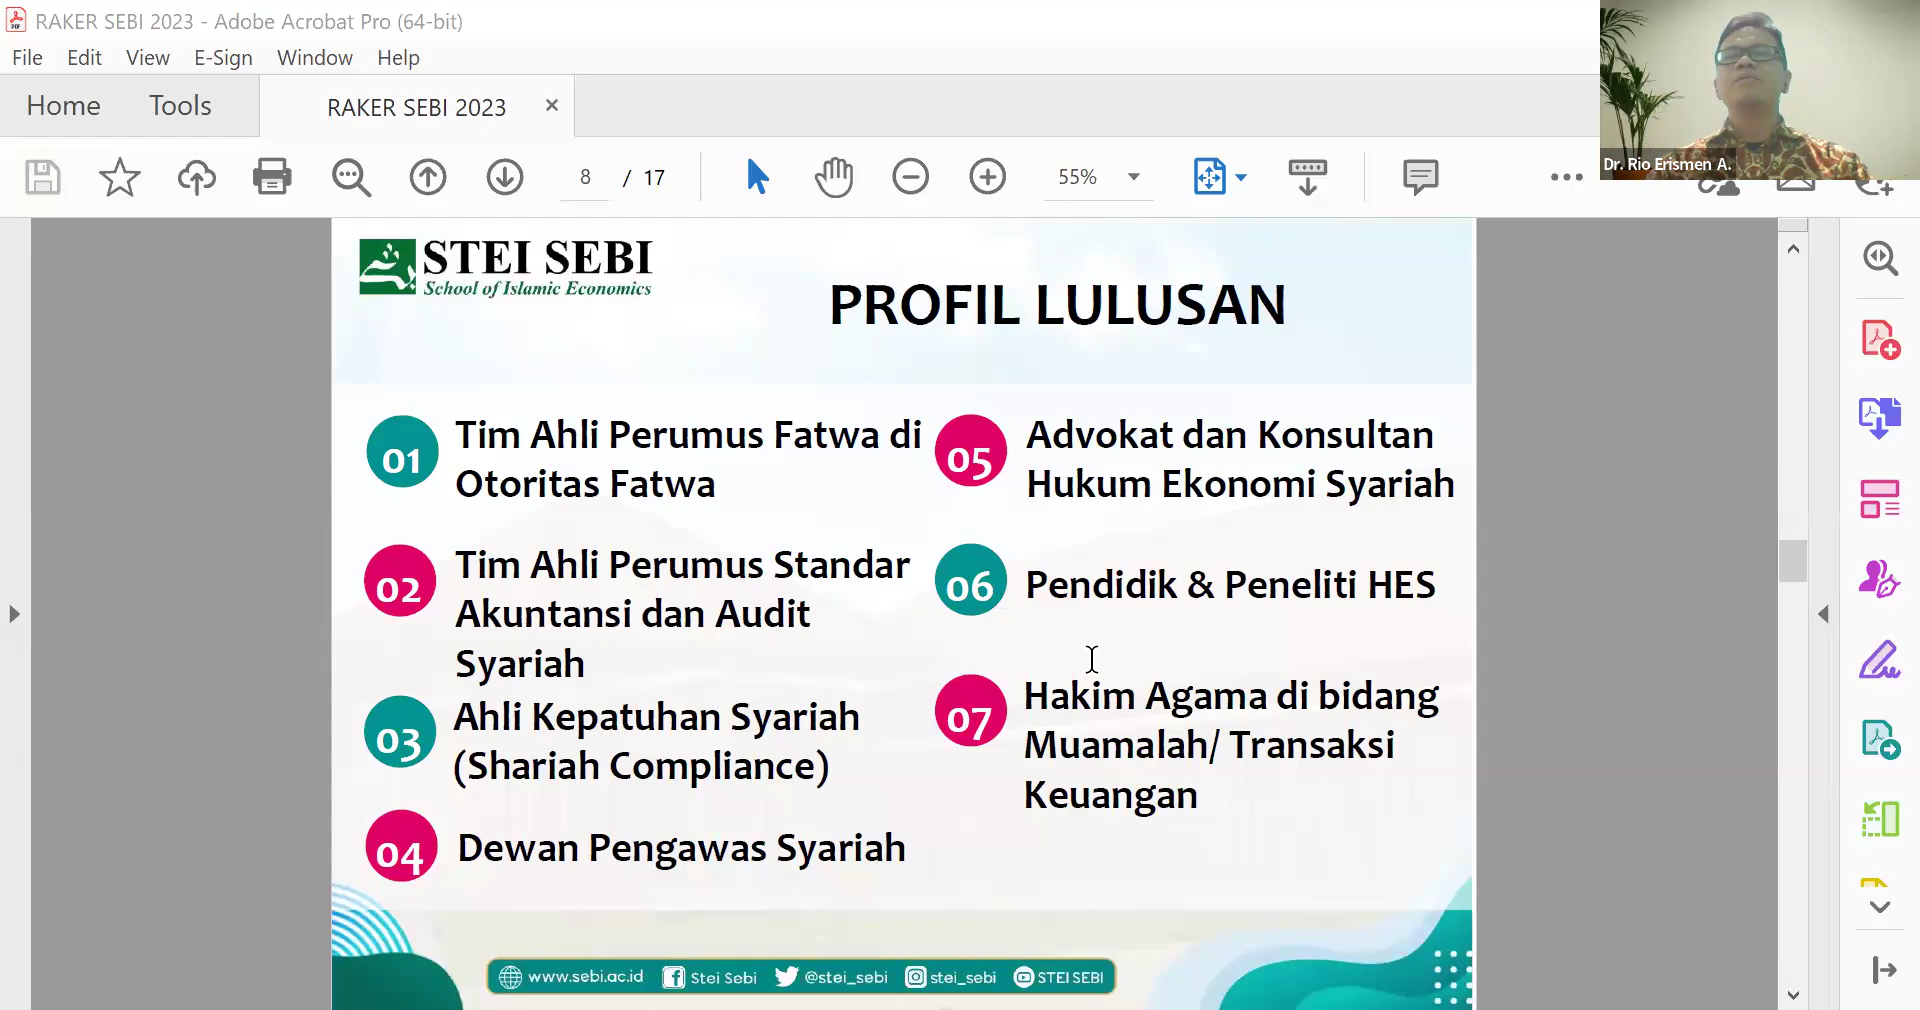 RAKER SEBI 2023 - Adobe Acrobat Pro (64-bit)
File Edit View E-Sign Window Help
Home Tools RAKER SEBI 2023
8 / 17 55%
Dr. Rio Erismen A.
STEI SEBI
School of Islamic Economics
PROFIL LULUSAN
01 Tim Ahli Perumus Fatwa di
Otoritas Fatwa
02 Tim Ahli Perumus Standar
Akuntansi dan Audit
Syariah
03 Ahli Kepatuhan Syariah
(Shariah Compliance)
04 Dewan Pengawas Syariah
05 Advokat dan Konsultan
Hukum Ekonomi Syariah
06 Pendidik & Peneliti HES
07 Hakim Agama di bidang
Muamalah/ Transaksi
Keuangan
www.sebi.ac.id Stei Sebi @stei_sebi stei_sebi STEI SEBI